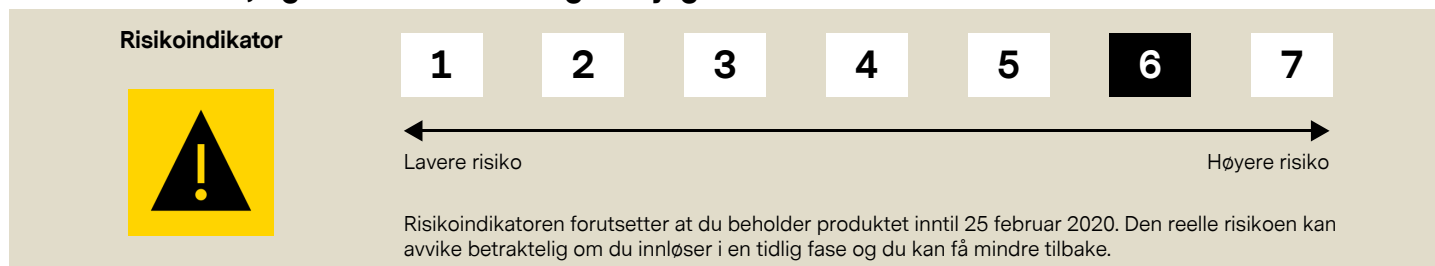 Risikoindikator
1 2 3 4 5 6 7
Lavere risiko Høyere risiko
Risikoindikatoren forutsetter at du beholder produktet inntil 25 februar 2020. Den reelle risikoen kan
avvike betraktelig om du innløser i en tidlig fase og du kan få mindre tilbake.